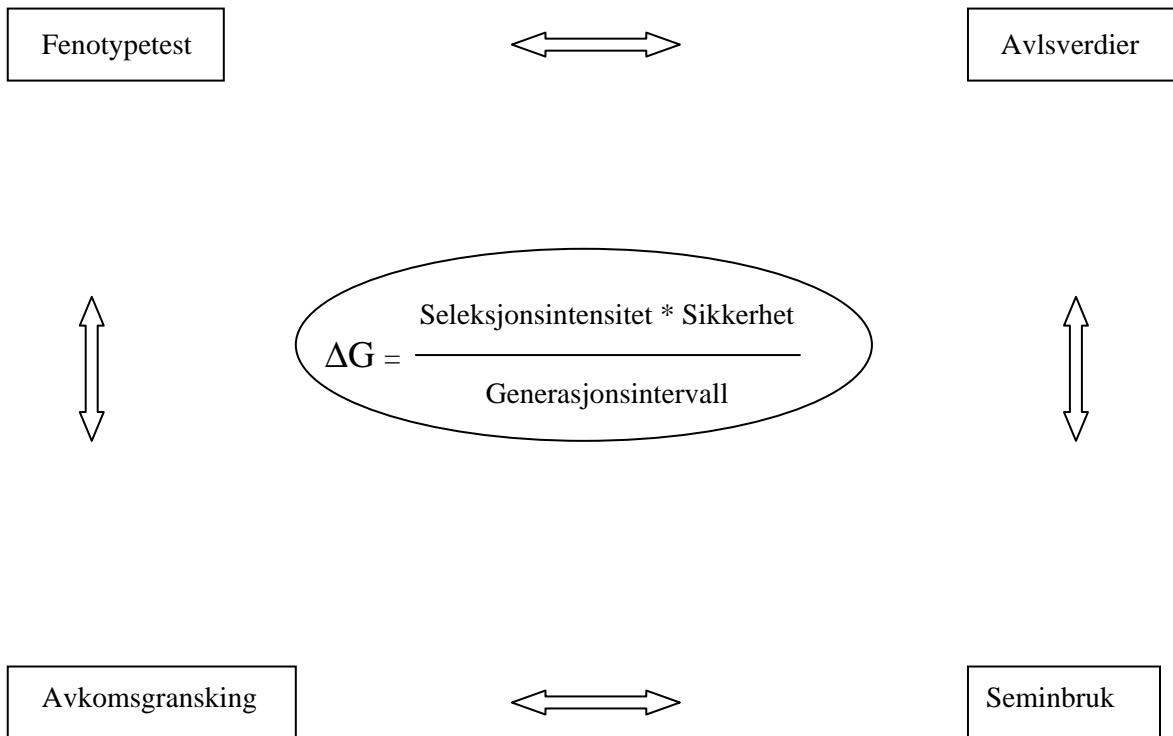 Fenotypetest
Avlsverdier
Seleksjonsintensitet * Sikkerhet
ΔG =
Generasjonsintervall
Avkomsgransking
Seminbruk